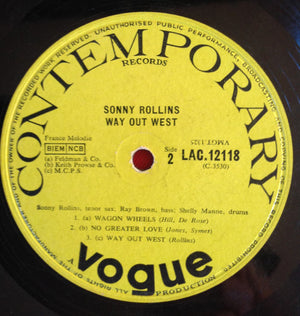 CONTEMPORARY
RECORDS
SONNY ROLLINS
WAY OUT WEST
France Melodie
BIEM NCB
(a) Feldman & Co.
(b) Keith Prowse & Co.
(c) M.C.P.S.
Side
2
LAC.12118
(C.3530)
Sonny Rollins, tenor sax, Ray Brown, bass: Shelly Manne, drums
1. (a) WAGON WHEELS (Hill, De Rose)
2. (b) NO GREATER LOVE (Jones, Symes)
3. (c) WAY OUT WEST (Rollins)
vogue